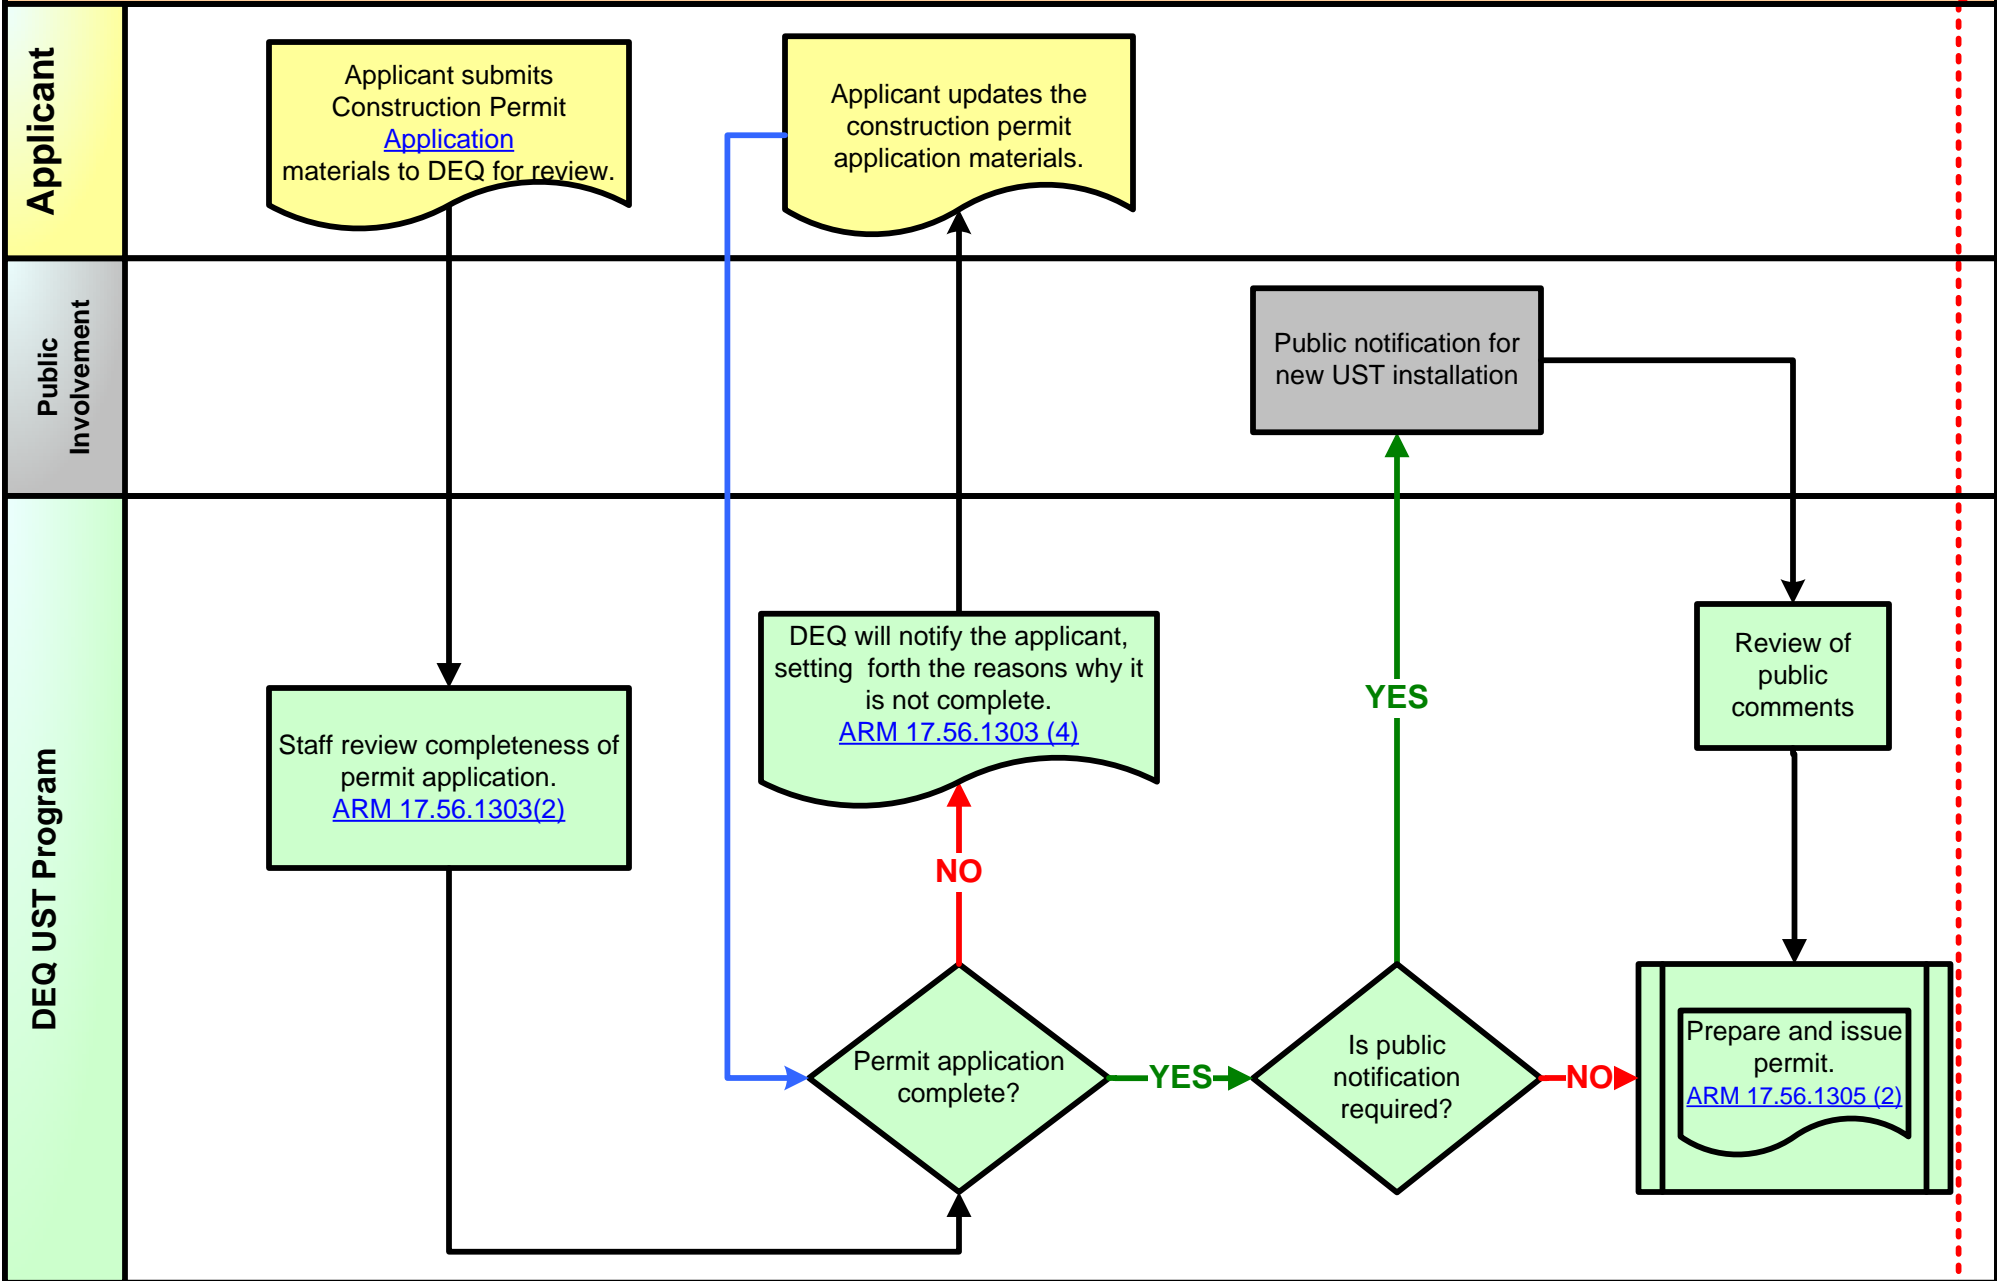 Applicant
Applicant submits
Construction Permit
Application
materials to DEQ for review.
Applicant updates the
construction permit
application materials.
Public
Involvement
Public notification for
new UST installation
DEQ UST Program
Staff review completeness of
permit application.
ARM 17.56.1303(2)
DEQ will notify the applicant,
setting  forth the reasons why it
is not complete.
ARM 17.56.1303 (4)
NO
Permit application
complete?
YES
YES
Is public
notification
required?
NO
Review of
public
comments
Prepare and issue
permit.
ARM 17.56.1305 (2)